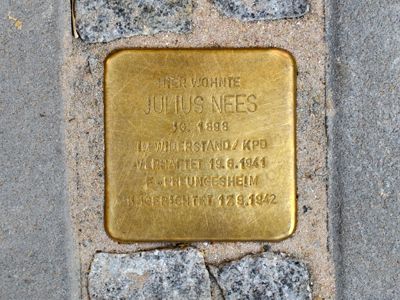 HIER WOHNTE
JULIUS NEES
JG. 1898
IM WIDERSTAND / KPD
VERHAFTET 19.6.1941
F.-PREUNGESHEIM
HINGERICHTET 17.9.1942